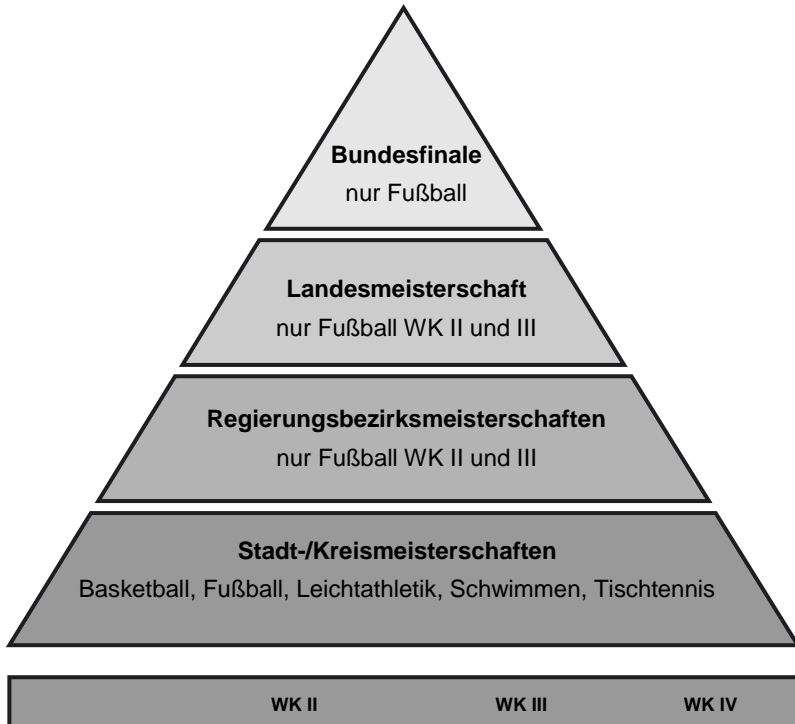 Bundesfinale
nur Fußball
Landesmeisterschaft
nur Fußball WK II und III
Regierungsbezirksmeisterschaften
nur Fußball WK II und III
Stadt-/Kreismeisterschaften
Basketball, Fußball, Leichtathletik, Schwimmen, Tischtennis
WK II WK III WK IV